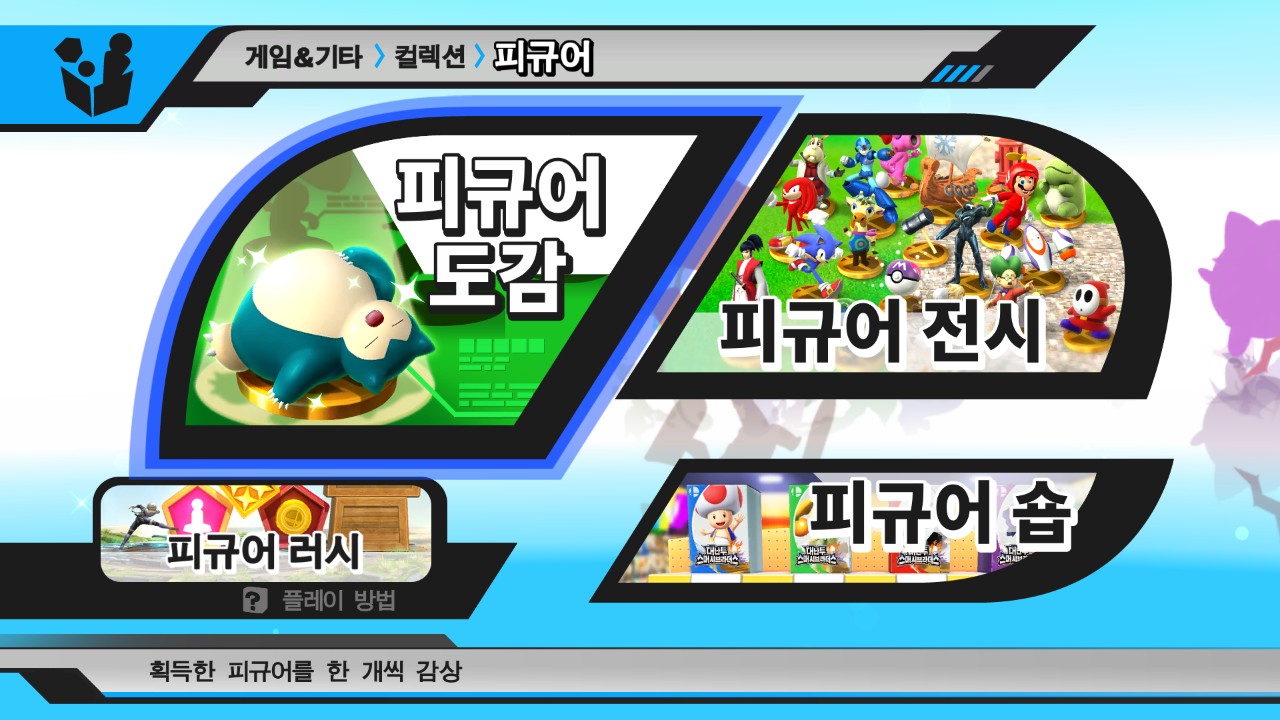 게임&기타 > 컬렉션 > 피규어
피규어
도감
피규어 전시
피규어 숍
피규어 러시
? 플레이 방법
획득한 피규어를 한 개씩 감상